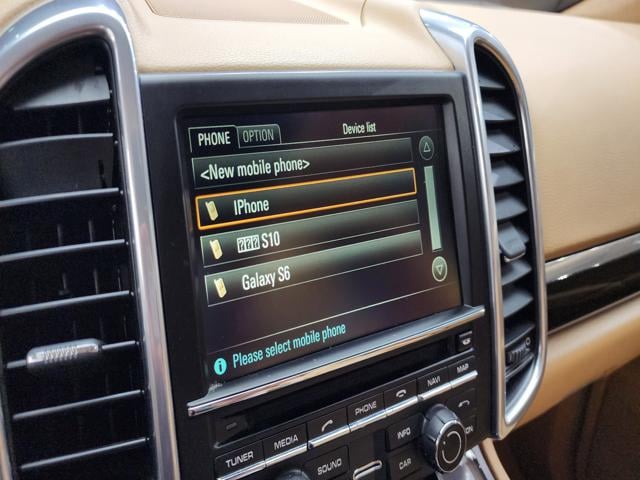 Device list
PHONE OPTION
<New mobile phone>
IPhone
??? S10
Galaxy S6
i Please select mobile phone
TUNER MEDIA PHONE NAVI MAP
SOUND INFO
CAR